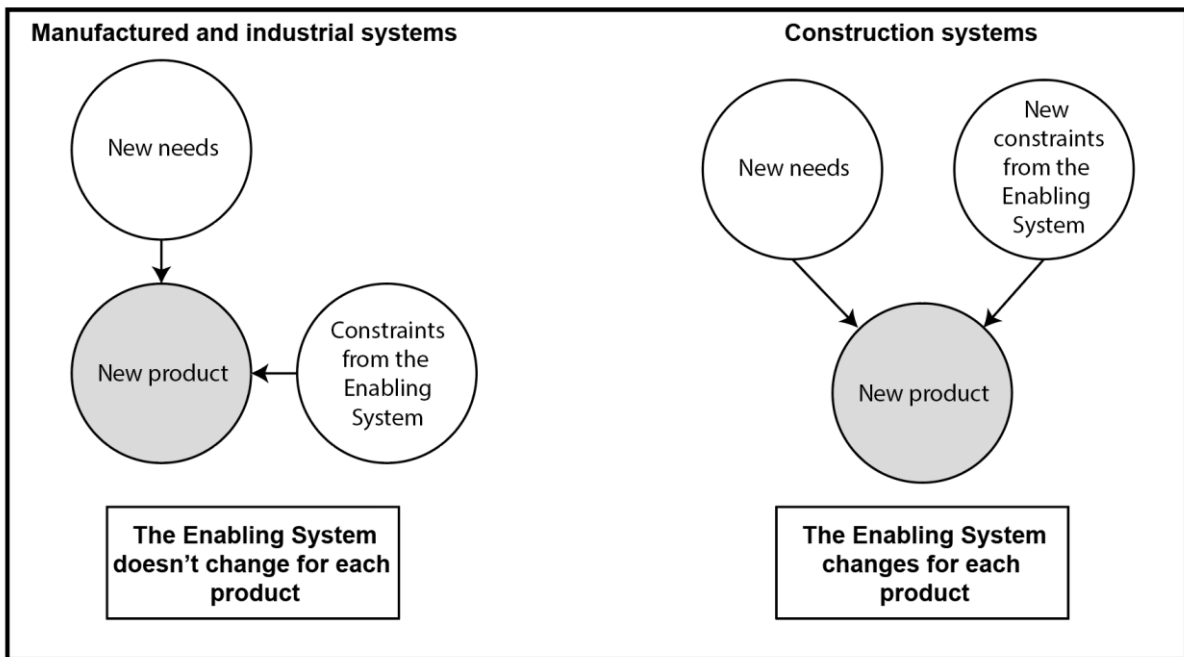 Manufactured and industrial systems
New needs
New product
Constraints
from the
Enabling
System
The Enabling System
doesn’t change for each
product
Construction systems
New needs
New
constraints
from the
Enabling
System
New product
The Enabling System
changes for each
product